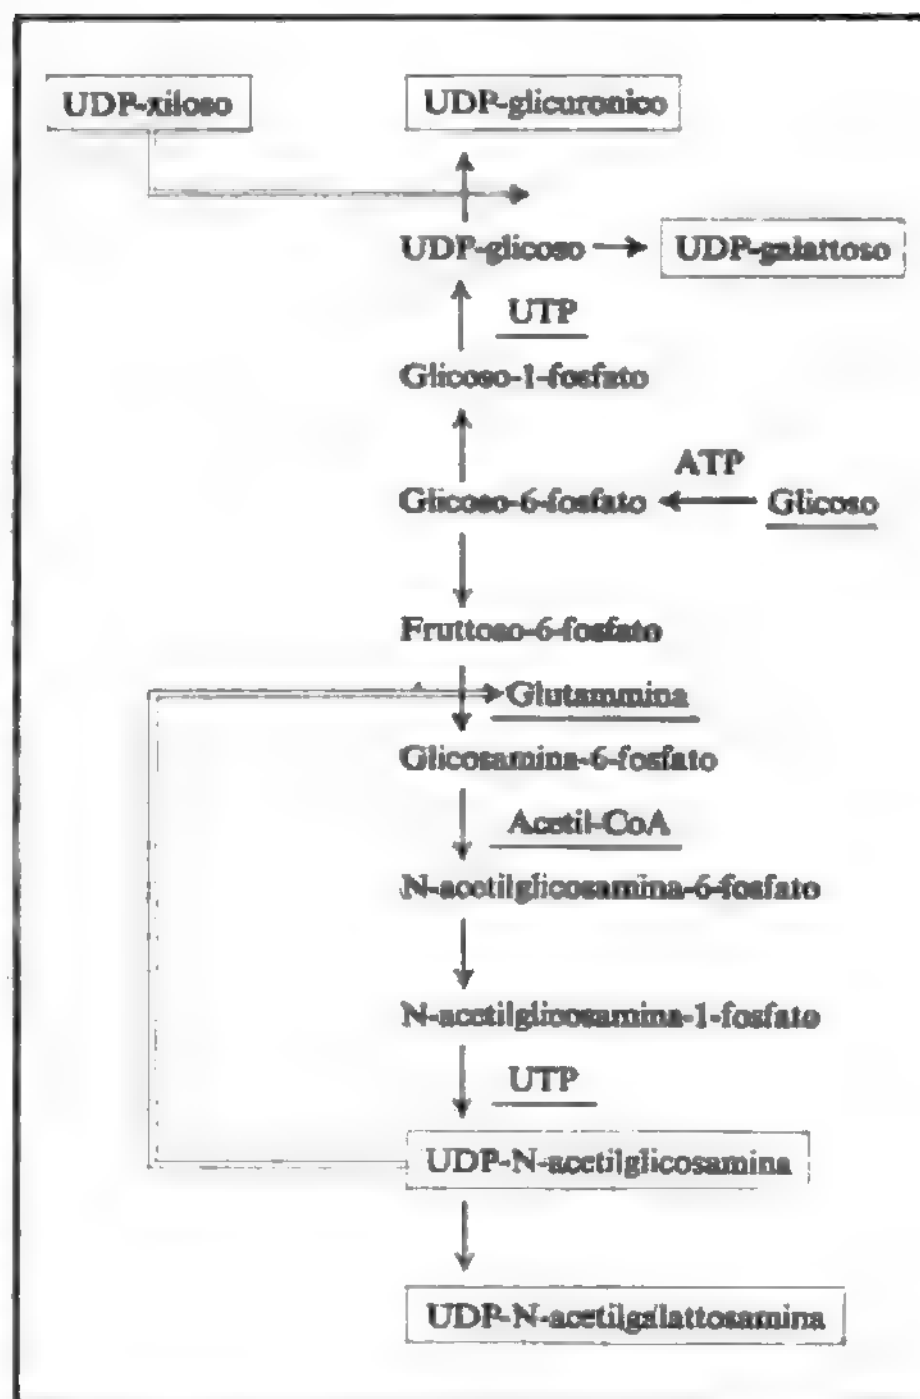 UDP-xiloso UDP-glicuronico
UDP-glicoso UDP-galattoso
UTP
Glicoso-1-fosfato
ATP
Glicoso-6-fosfato Glicoso
Fruttoso-6-fosfato
Glutammina
Glicosamina-6-fosfato
Acetil-CoA
N-acetilglicosamina-6-fosfato
N-acetilglicosamina-1-fosfato
UTP
UDP-N-acetilglicosamina
UDP-N-acetilgalattosamina